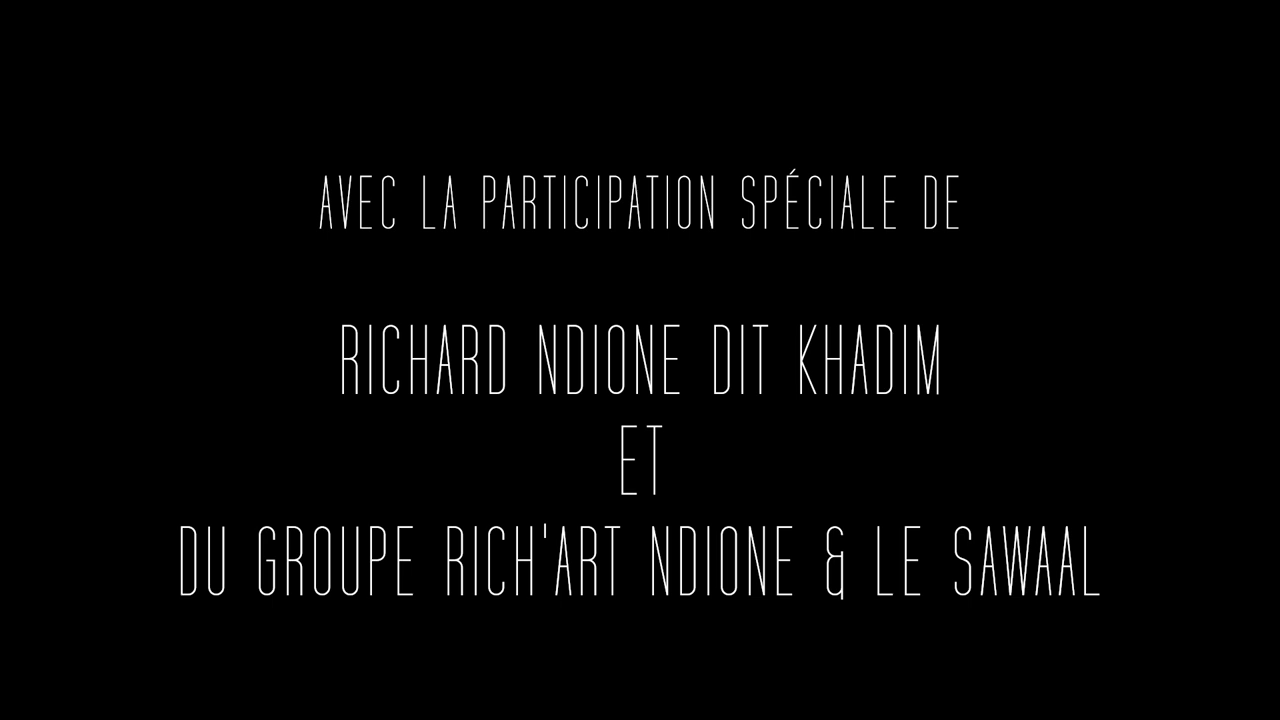 AVEC LA PARTICIPATION SPÉCIALE DE
RICHARD NDIONE DIT KHADIM
ET
DU GROUPE RICH'ART NDIONE & LE SAWAAL